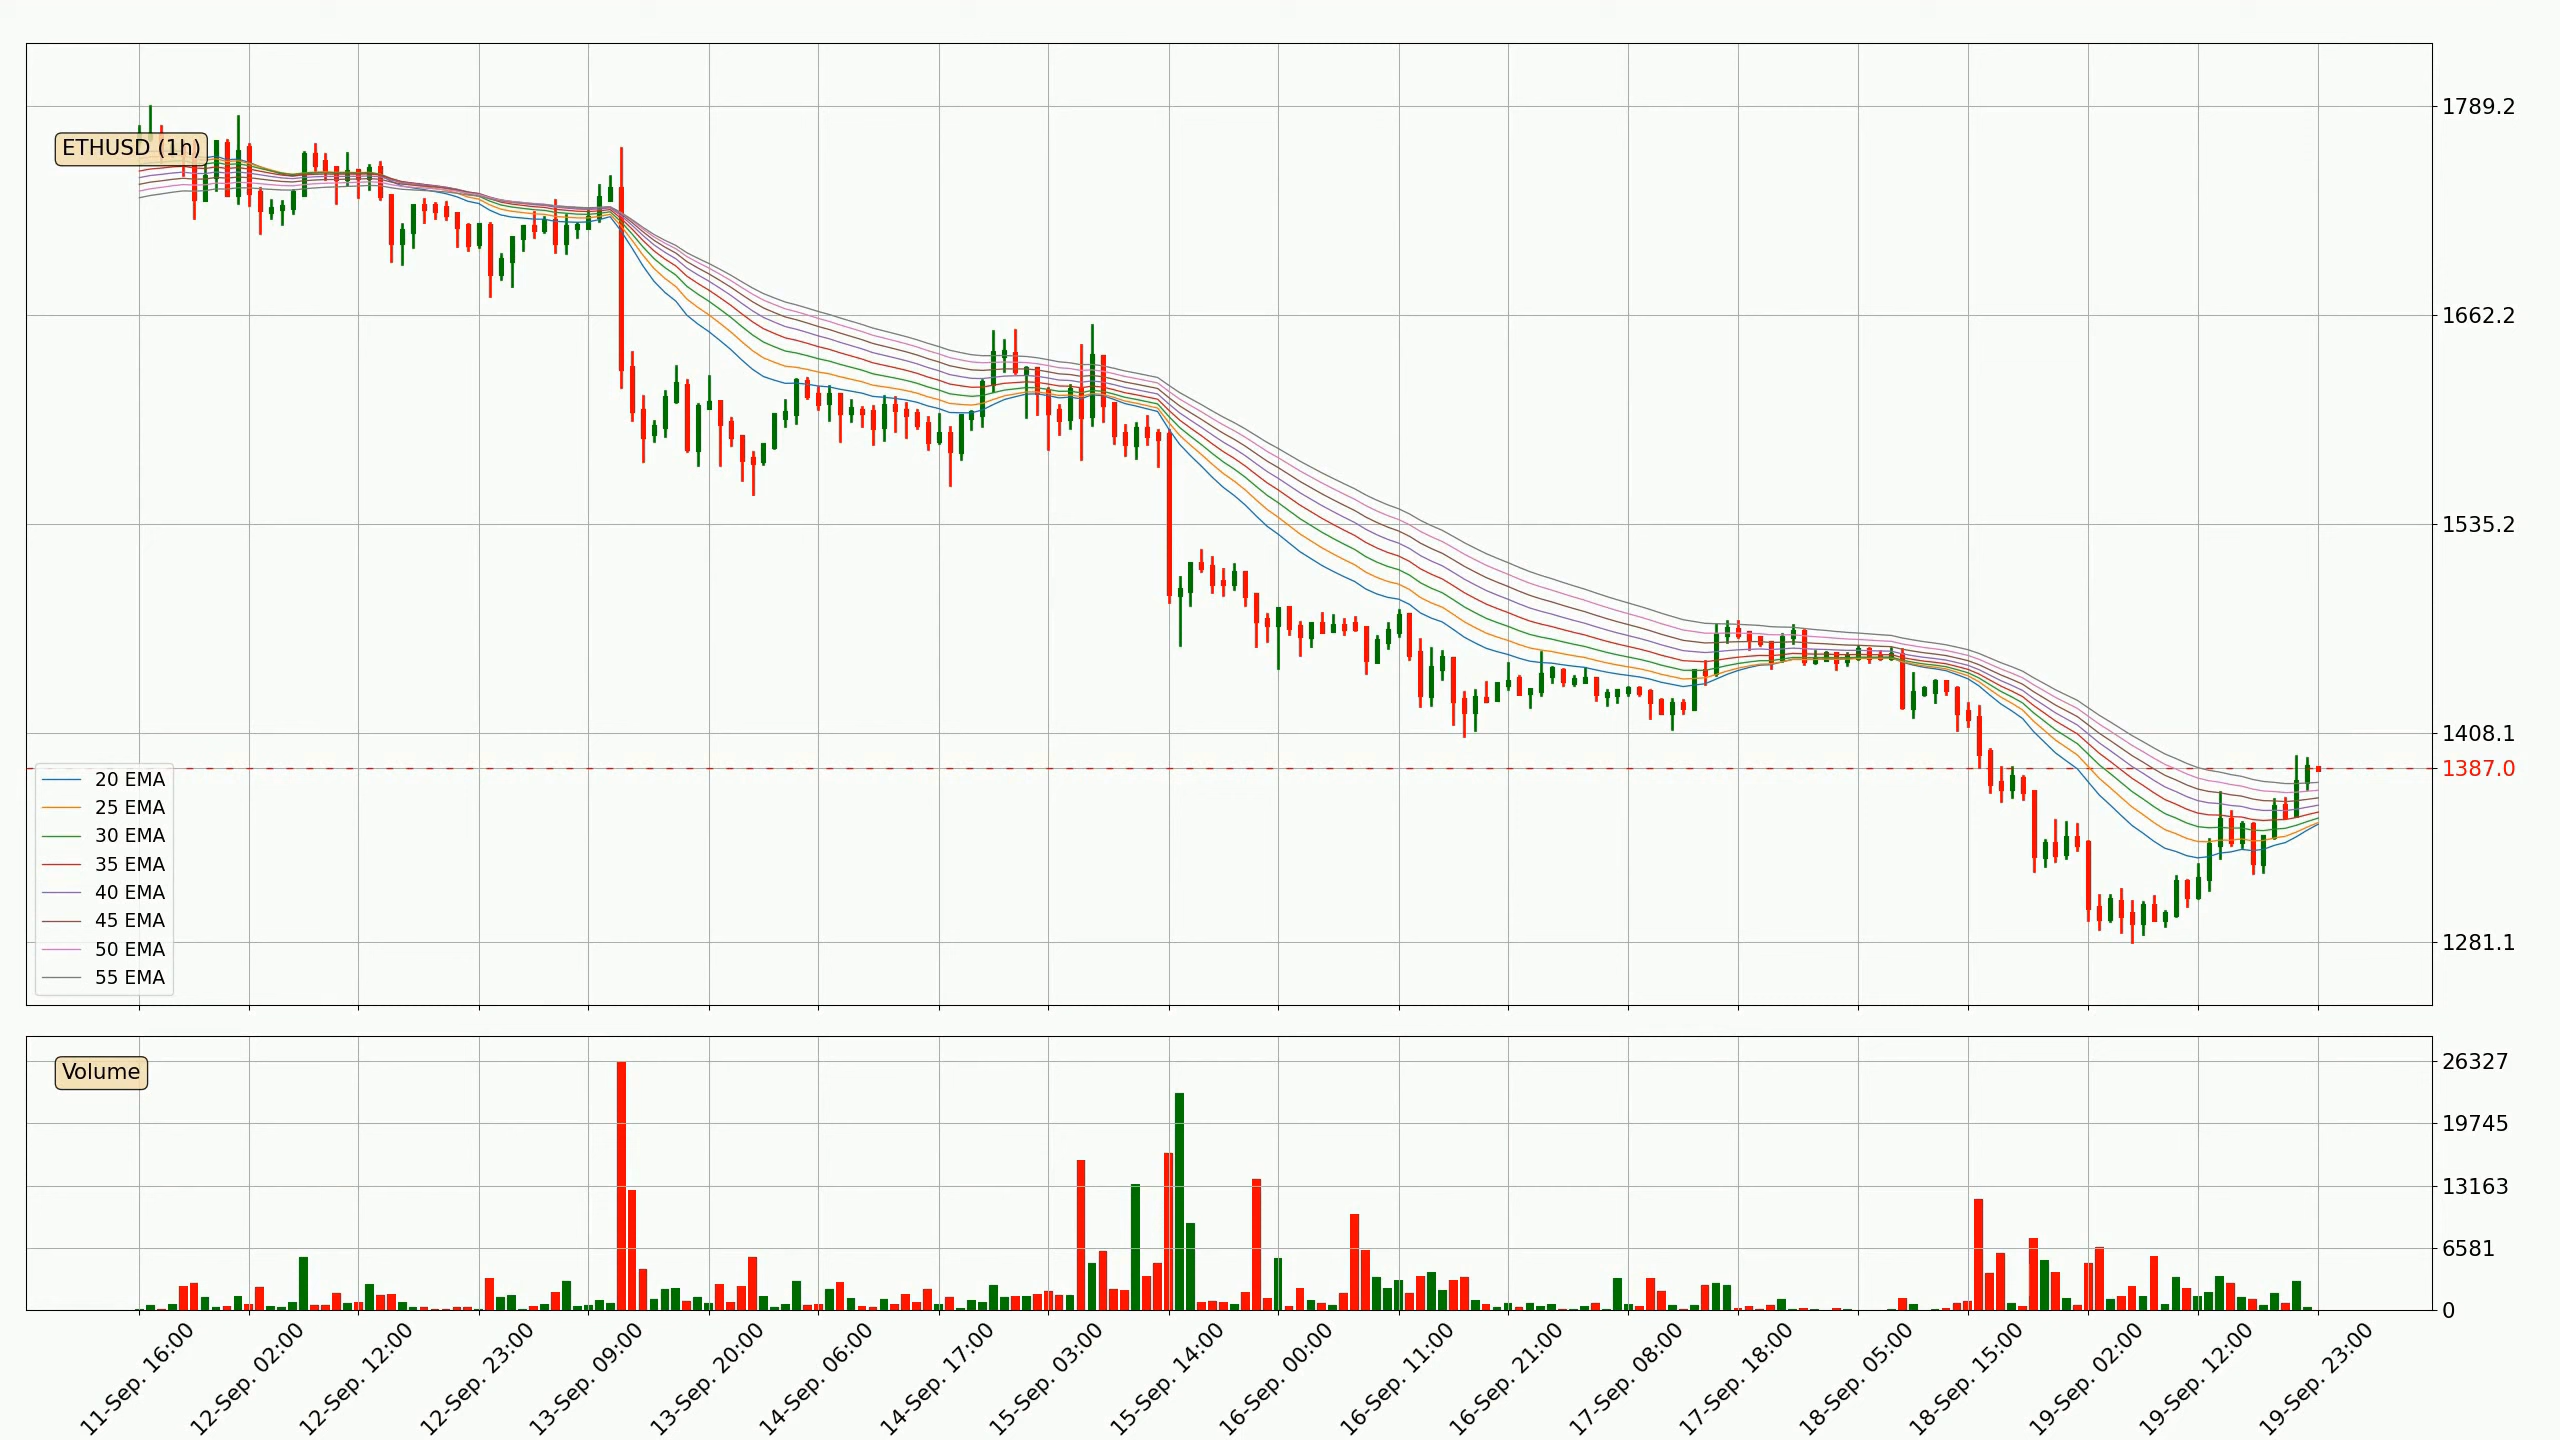 ETHUSD (1h)
1789.2
1662.2
1535.2
1408.1
1387.0
1281.1
20 EMA
25 EMA
30 EMA
35 EMA
40 EMA
45 EMA
50 EMA
55 EMA
Volume
26327
19745
13163
6581
0
11-Sep. 16:00
12-Sep. 02:00
12-Sep. 12:00
12-Sep. 23:00
13-Sep. 09:00
13-Sep. 20:00
14-Sep. 06:00
14-Sep. 17:00
15-Sep. 03:00
15-Sep. 14:00
16-Sep. 00:00
16-Sep. 11:00
16-Sep. 21:00
17-Sep. 08:00
17-Sep. 18:00
18-Sep. 05:00
18-Sep. 15:00
19-Sep. 02:00
19-Sep. 12:00
19-Sep. 23:00